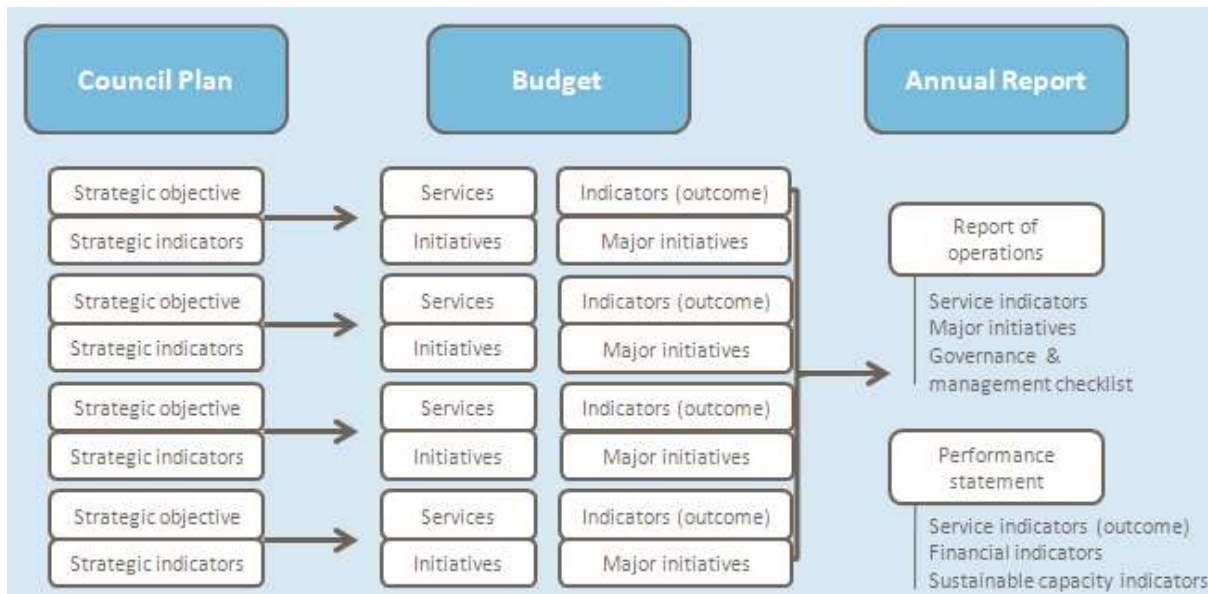 Council Plan
Budget
Annual Report
Strategic objective
Strategic indicators
Services
Initiatives
Indicators (outcome)
Major initiatives
Strategic objective
Strategic indicators
Services
Initiatives
Indicators (outcome)
Major initiatives
Strategic objective
Strategic indicators
Services
Initiatives
Indicators (outcome)
Major initiatives
Strategic objective
Strategic indicators
Services
Initiatives
Indicators (outcome)
Major initiatives
Report of
operations
Service indicators
Major initiatives
Governance &
management checklist
Performance
statement
Service indicators (outcome)
Financial indicators
Sustainable capacity indicators